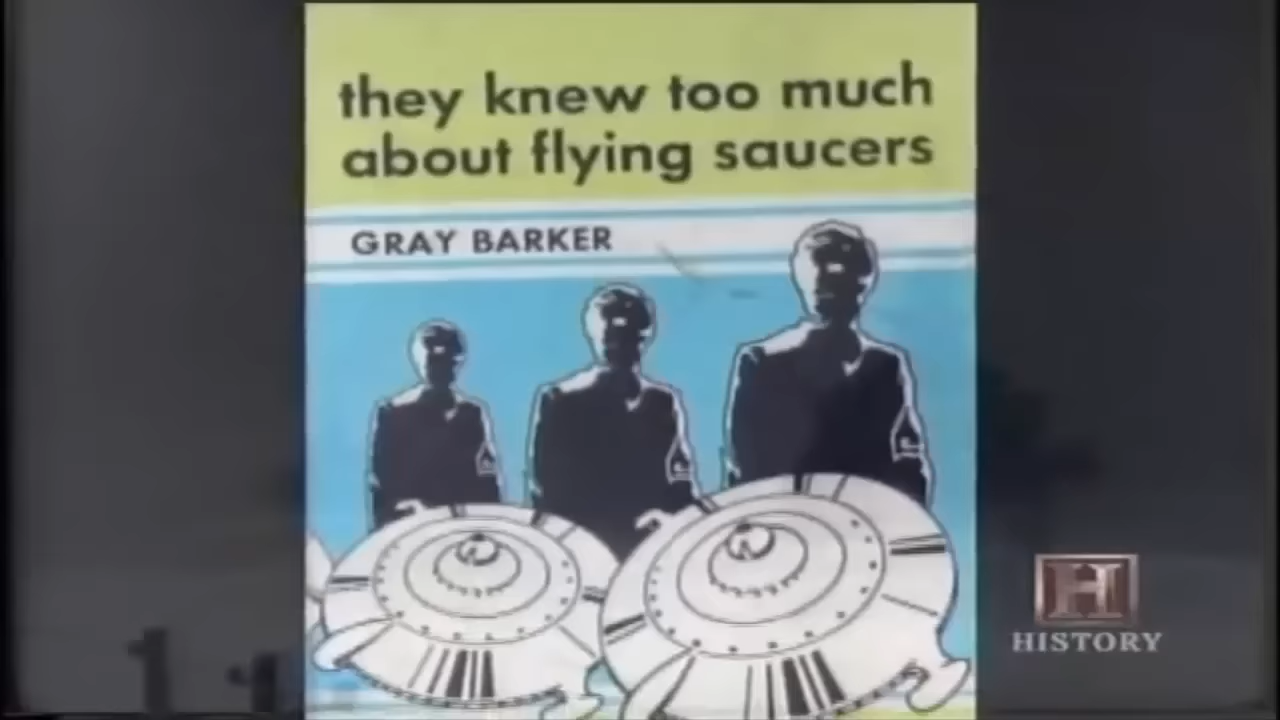 they knew too much
about flying saucers
GRAY BARKER
H
HISTORY